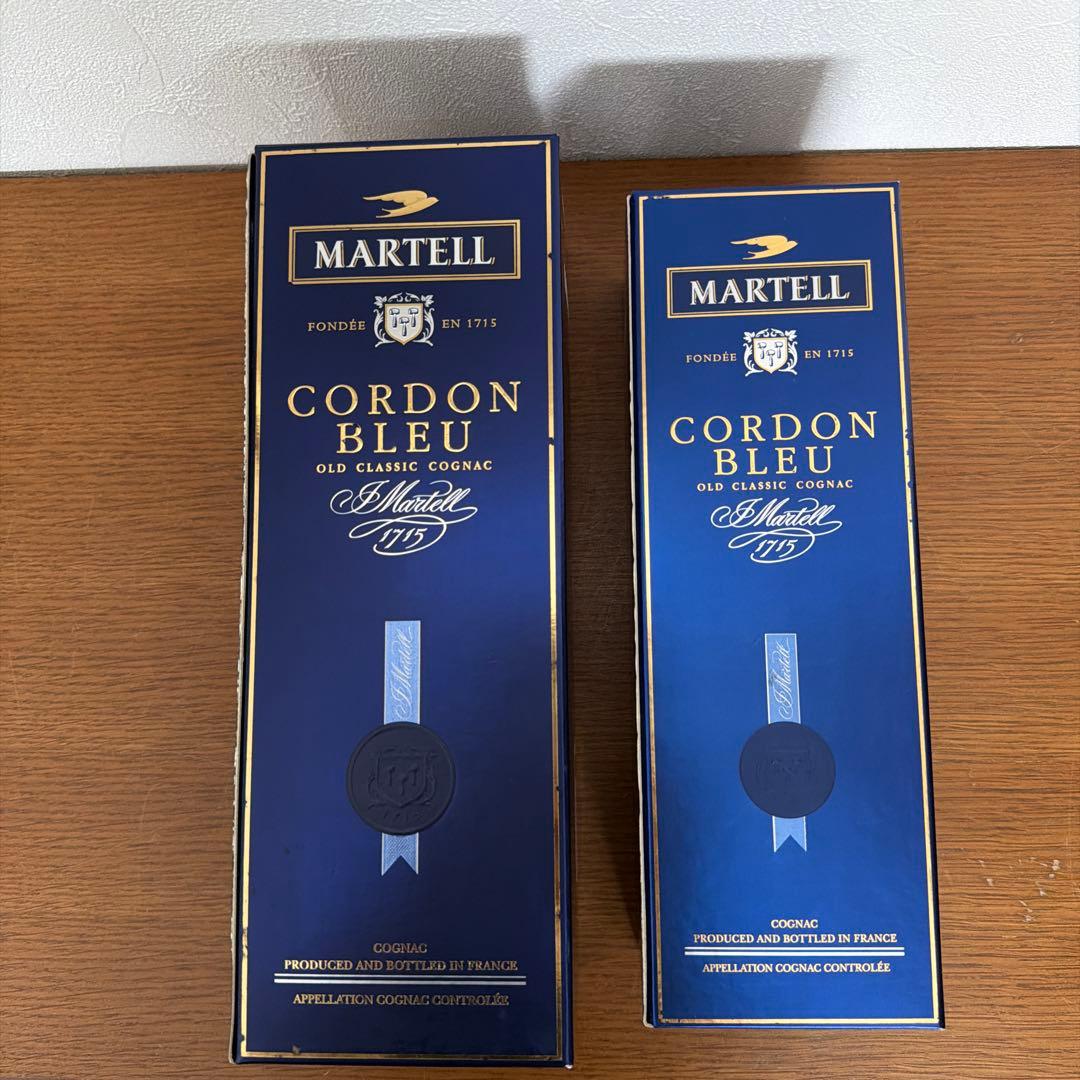 MARTELL
FONDÉE EN 1715
CORDON
BLEU
OLD CLASSIC COGNAC
J Martell
1715
J Martell
COGNAC
PRODUCED AND BOTTLED IN FRANCE
APPELLATION COGNAC CONTROLÉE
MARTELL
FONDÉE EN 1715
CORDON
BLEU
OLD CLASSIC COGNAC
J Martell
1715
J Martell
COGNAC
PRODUCED AND BOTTLED IN FRANCE
APPELLATION COGNAC CONTROLÉE